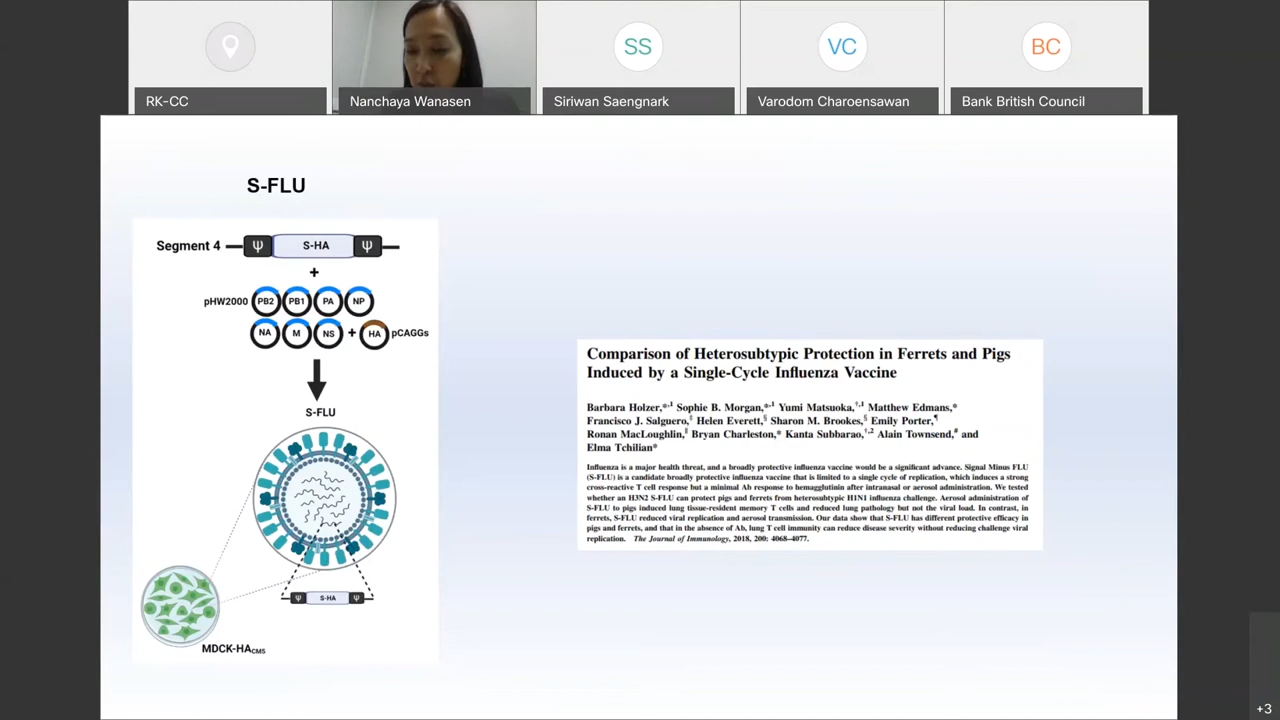 SS
VC
BC
RK-CC
Nanchaya Wanasen
Siriwan Saengnark
Varodom Charoensawan
Bank British Council
S-FLU
Segment 4
Ψ
S-HA
Ψ
+
pHW2000
PB2
PB1
PA
NP
NA
M
NS
+
HA
pCAGGs
S-FLU
Ψ
S-HA
Ψ
MDCK-HACMS
Comparison of Heterosubtypic Protection in Ferrets and Pigs
Induced by a Single-Cycle Influenza Vaccine
Barbara Holzer,*,1 Sophie B. Morgan,*,1 Yumi Matsuoka,†,1 Matthew Edmans,*
Francisco J. Salguero,‡ Helen Everett,§ Sharon M. Brookes,§ Emily Porter,¶
Ronan MacLoughlin,‖ Bryan Charleston,* Kanta Subbarao,†,2 Alain Townsend,# and
Elma Tchilian*
Influenza is a major health threat, and a broadly protective influenza vaccine would be a significant advance. Signal Minus FLU
(S-FLU) is a candidate broadly protective influenza vaccine that is limited to a single cycle of replication, which induces a strong
cross-reactive T cell response but a minimal Ab response to hemagglutinin after intranasal or aerosol administration. We tested
whether an H3N2 S-FLU can protect pigs and ferrets from heterosubtypic H1N1 influenza challenge. Aerosol administration of
S-FLU to pigs induced lung tissue-resident memory T cells and reduced lung pathology but not the viral load. In contrast, in
ferrets, S-FLU reduced viral replication and aerosol transmission. Our data show that S-FLU has different protective efficacy in
pigs and ferrets, and that in the absence of Ab, lung T cell immunity can reduce disease severity without reducing challenge viral
replication. The Journal of Immunology, 2018, 200: 4068–4077.
+3